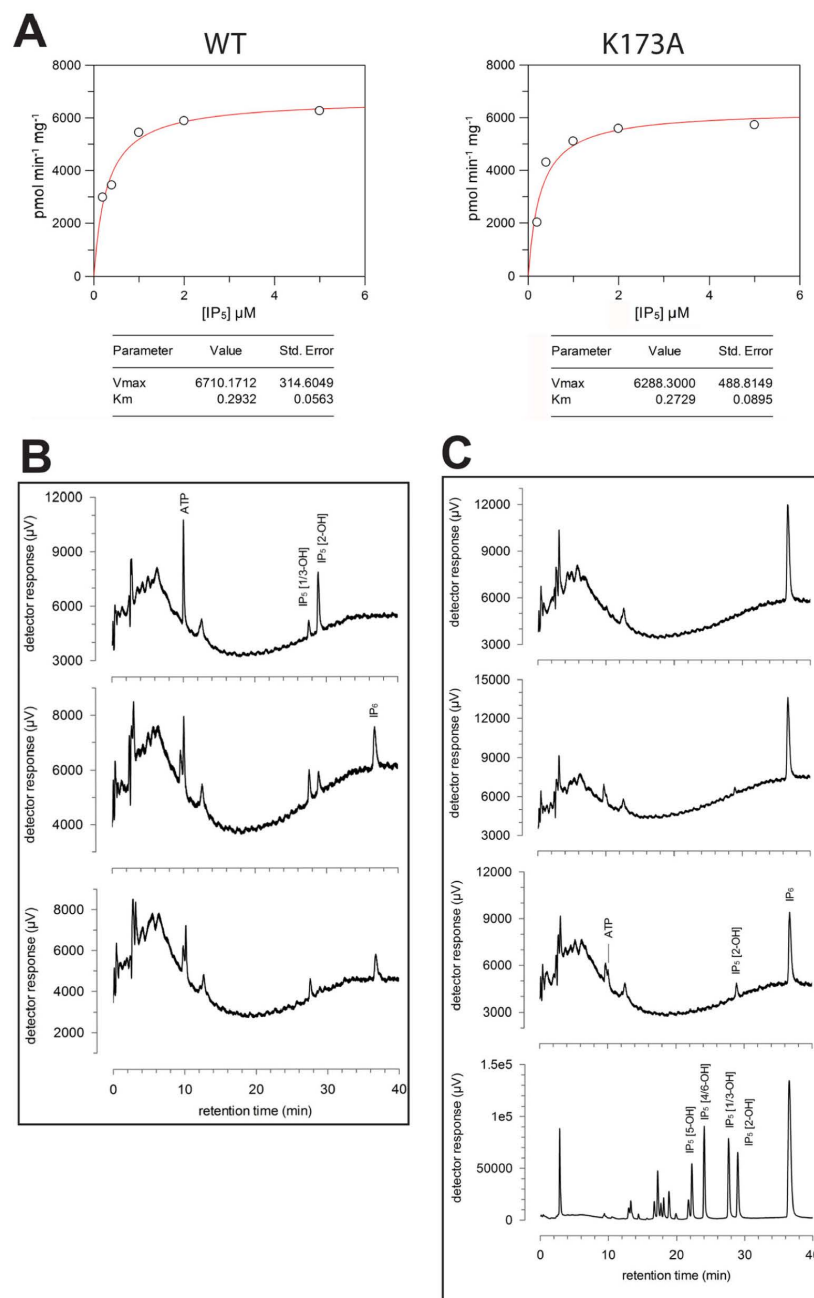 A
WT
K173A
8000
6000
4000
2000
0
pmol min-1 mg-1
0 2 4 6
[IP5] µM
8000
6000
4000
2000
0
pmol min-1 mg-1
0 2 4 6
[IP5] µM
Parameter Value Std. Error
Vmax 6710.1712 314.6049
Km 0.2932 0.0563
Parameter Value Std. Error
Vmax 6288.3000 488.8149
Km 0.2729 0.0895
B
12000
9000
6000
3000
detector response (µV)
ATP
IP5 [1/3-OH]
IP5 [2-OH]
8000
6000
4000
detector response (µV)
IP6
8000
6000
4000
2000
detector response (µV)
0 10 20 30 40
retention time (min)
C
12000
9000
6000
3000
detector response (µV)
15000
12000
9000
6000
3000
detector response (µV)
12000
9000
6000
3000
detector response (µV)
ATP
IP5 [2-OH]
IP6
1.5e5
1e5
50000
0
detector response (µV)
IP5 [5-OH]
IP5 [4/6-OH]
IP5 [1/3-OH]
IP5 [2-OH]
0 10 20 30 40
retention time (min)